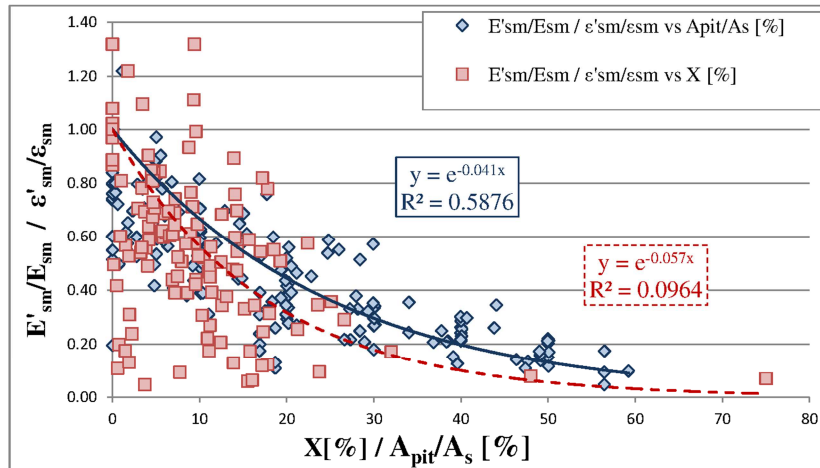 E'sm/Esm / ε'sm/εsm vs Apit/As [%]
E'sm/Esm / ε'sm/εsm vs X [%]
y = e^-0.041x
R² = 0.5876
y = e^-0.057x
R² = 0.0964
E'sm/Esm / ε'sm/εsm
1.40
1.20
1.00
0.80
0.60
0.40
0.20
0.00
0 10 20 30 40 50 60 70 80
X[%] / Apit/As [%]